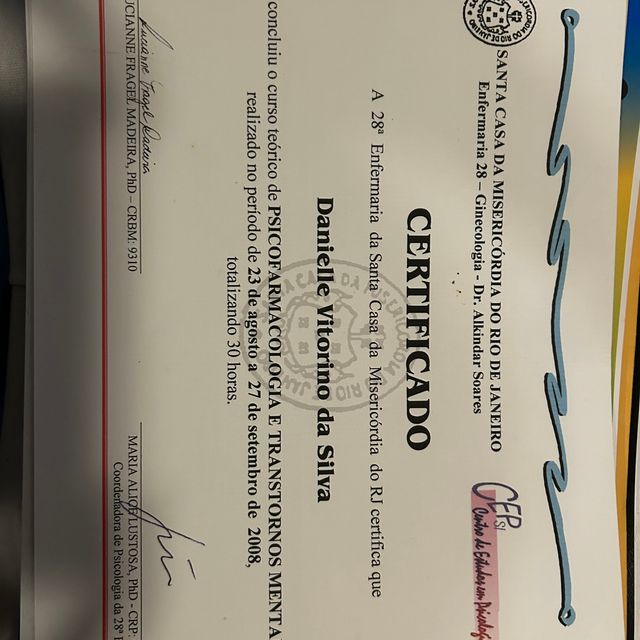 SANTA CASA DA MISERICÓRDIA DO RIO DE JANEIRO
Enfermaria 28 – Ginecologia - Dr. Alkindar Soares
CEPSI
Centro de Estudos em Psicolog
CERTIFICADO
A 28ª Enfermaria da Santa Casa da Misericórdia do RJ certifica que
Danielle Vitorino da Silva
concluiu o curso teórico de PSICOFARMACOLOGIA E TRANSTORNOS MENTA
realizado no período de 23 de agosto a 27 de setembro de 2008,
totalizando 30 horas.
UCIANNE FRAGEL MADEIRA, PhD – CRBM: 9310
MARIA ALICE LUSTOSA, PhD - CRP:
Coordenadora de Psicologia da 28ª